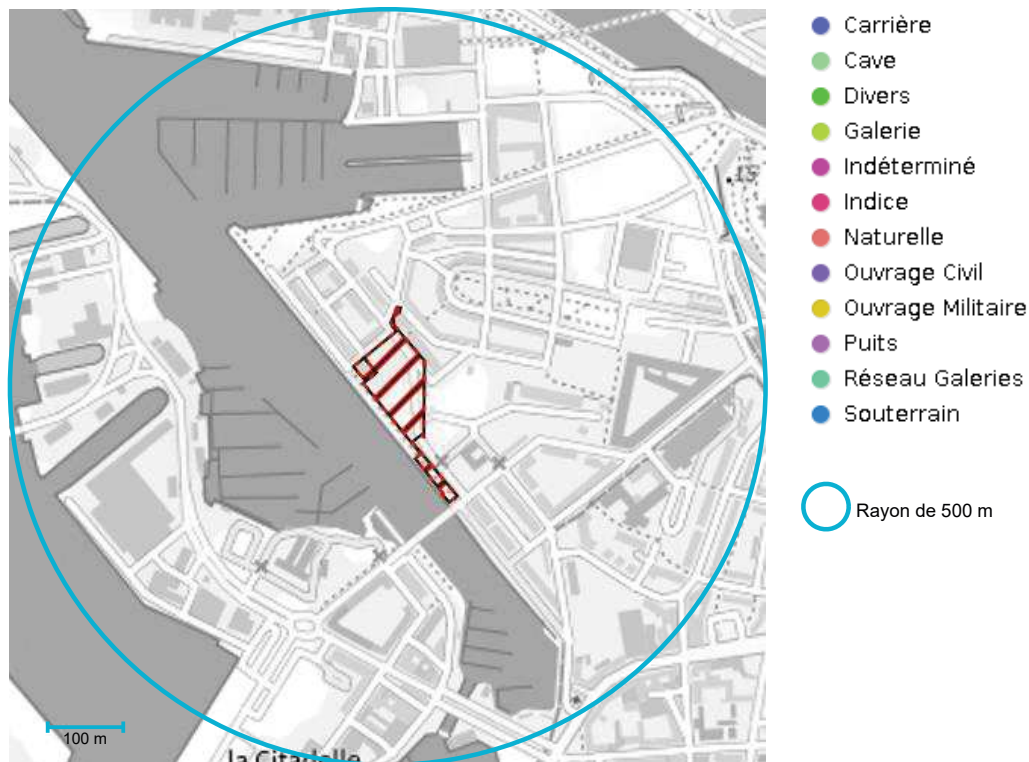 Carrière
Cave
Divers
Galerie
Indéterminé
Indice
Naturelle
Ouvrage Civil
Ouvrage Militaire
Puits
Réseau Galeries
Souterrain
Rayon de 500 m
15
100 m
la Citadelle